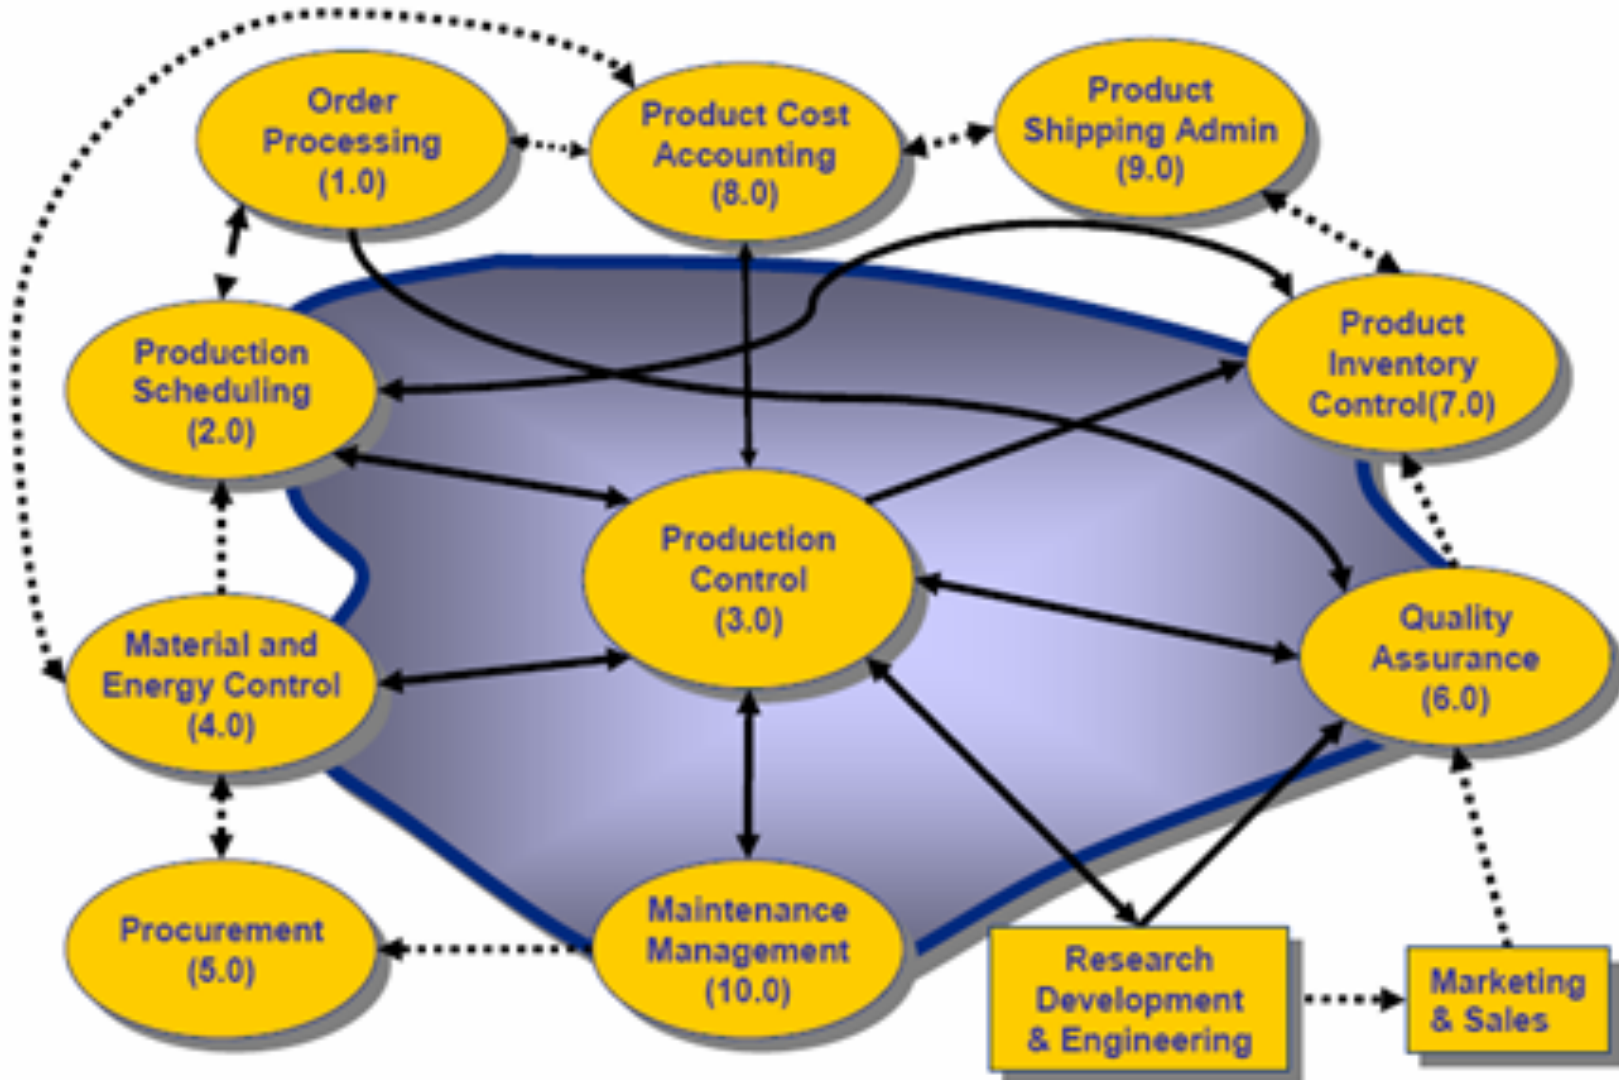 Order
Processing
(1.0)
Product Cost
Accounting
(8.0)
Product
Shipping Admin
(9.0)
Production
Scheduling
(2.0)
Product
Inventory
Control(7.0)
Production
Control
(3.0)
Quality
Assurance
(6.0)
Material and
Energy Control
(4.0)
Procurement
(5.0)
Maintenance
Management
(10.0)
Research
Development
& Engineering
Marketing
& Sales